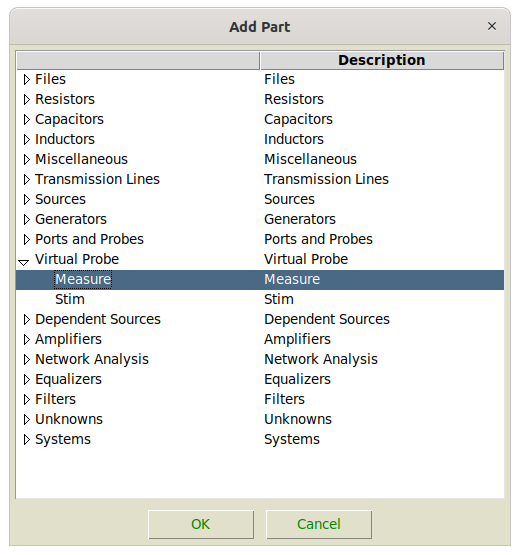 Add Part ×
Description
Files Files
Resistors Resistors
Capacitors Capacitors
Inductors Inductors
Miscellaneous Miscellaneous
Transmission Lines Transmission Lines
Sources Sources
Generators Generators
Ports and Probes Ports and Probes
Virtual Probe Virtual Probe
Measure Measure
Stim Stim
Dependent Sources Dependent Sources
Amplifiers Amplifiers
Network Analysis Network Analysis
Equalizers Equalizers
Filters Filters
Unknowns Unknowns
Systems Systems
OK Cancel